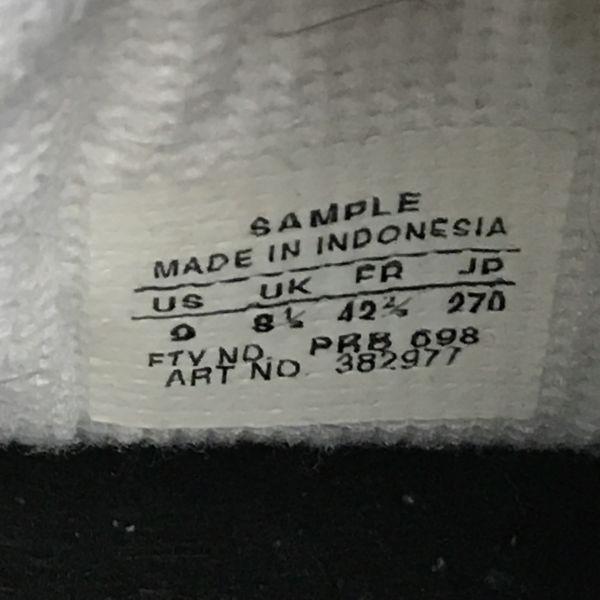 SAMPLE
MADE IN INDONESIA
US UK FR JP
9 8½ 42⅔ 270
FTY NO. PRB 698
ART NO 382977